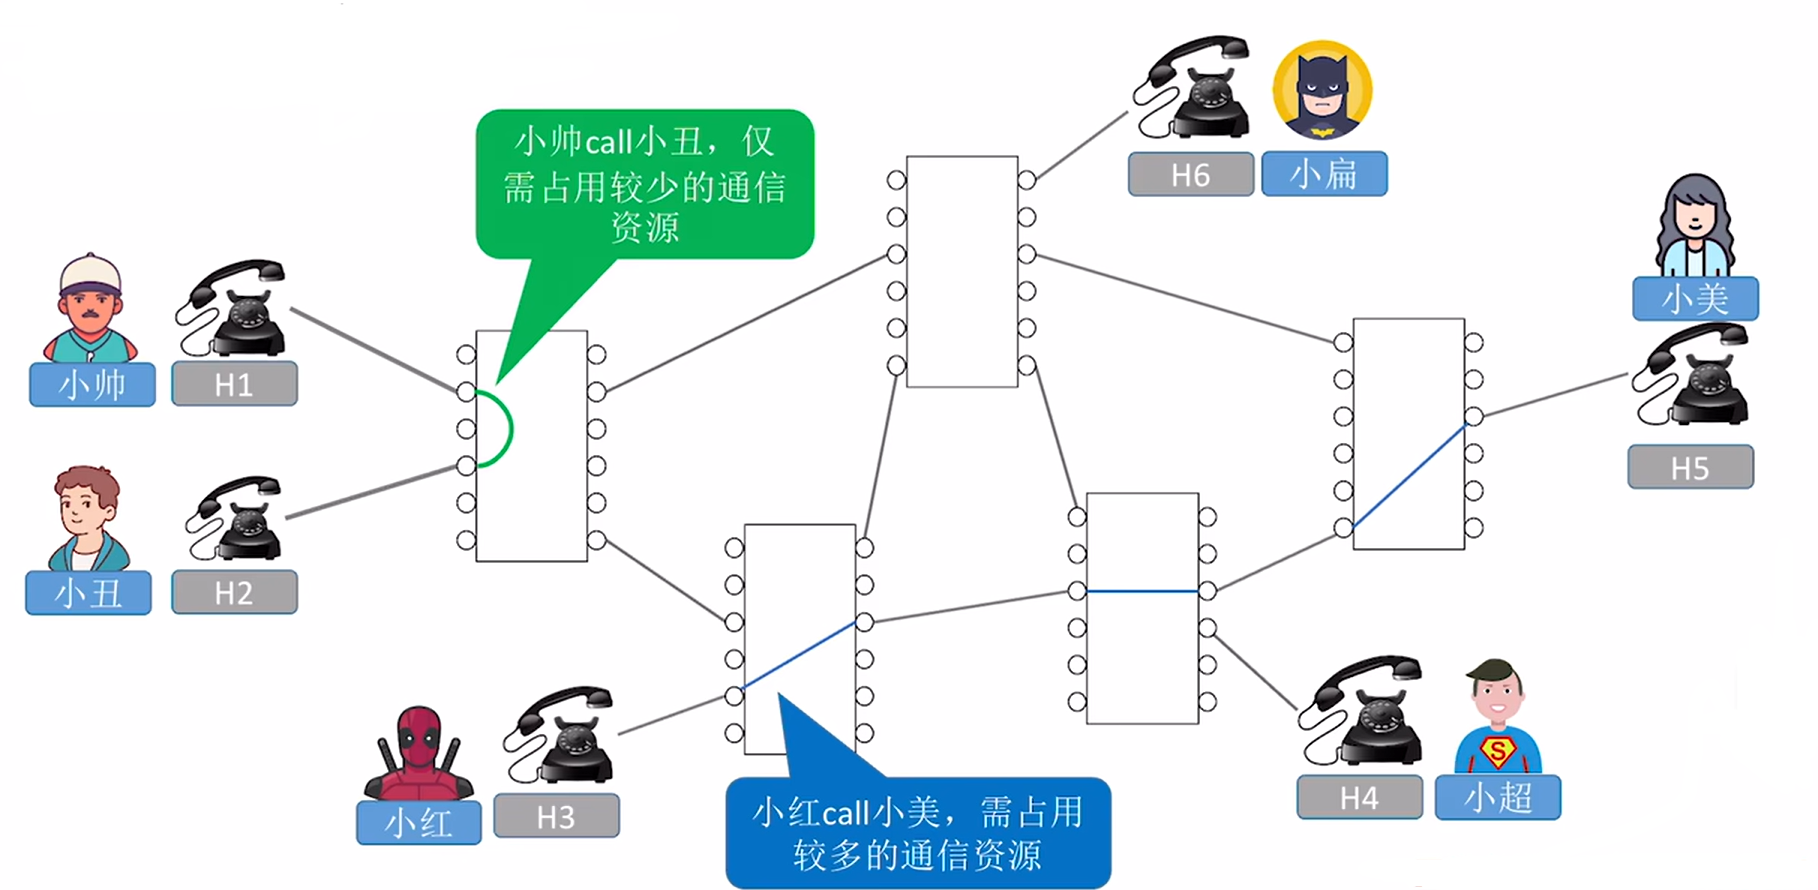 小帅call小丑，仅
需占用较少的通信
资源
H6
小扁
小美
小帅
H1
H5
小丑
H2
小红
H3
小红call小美，需占用
较多的通信资源
H4
小超
S